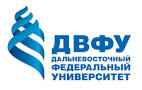 ДВФУ
ДАЛЬНЕВОСТОЧНЫЙ
ФЕДЕРАЛЬНЫЙ
УНИВЕРСИТЕТ